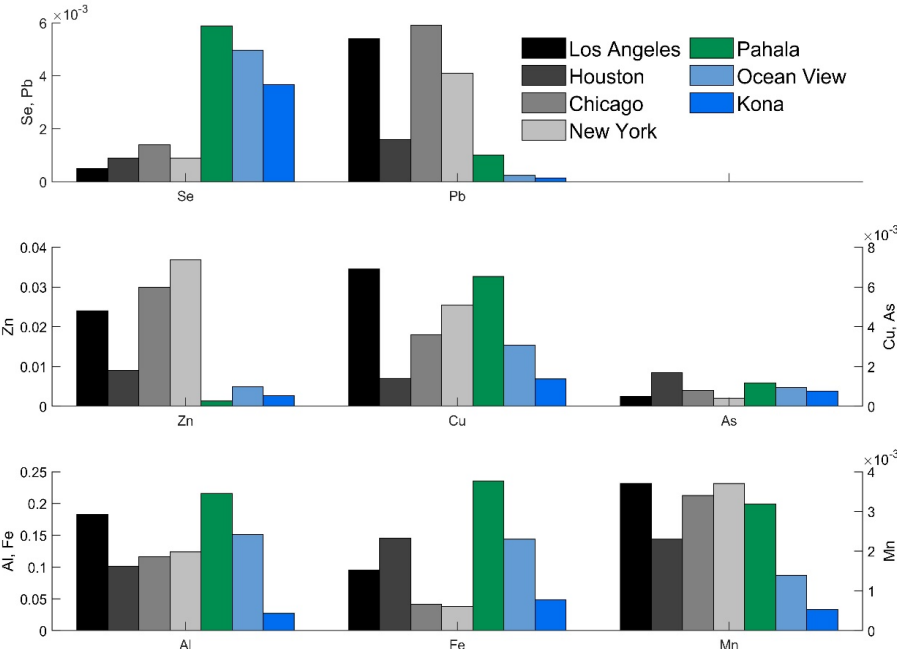 ×10-3
6
4
2
0
Se, Pb
Se
Pb
Los Angeles
Houston
Chicago
New York
Pahala
Ocean View
Kona
0.04
0.03
0.02
0.01
0
Zn
×10-3
8
6
4
2
0
Cu, As
Zn
Cu
As
0.25
0.2
0.15
0.1
0.05
0
Al, Fe
×10-3
4
3
2
1
0
Mn
Al
Fe
Mn